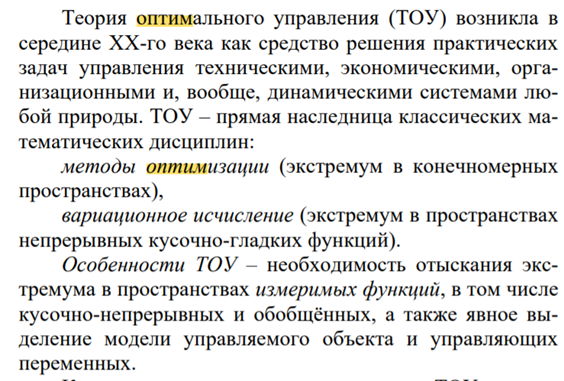 Теория оптимального управления (ТОУ) возникла в
середине XX-го века как средство решения практических
задач управления техническими, экономическими, орга-
низационными и, вообще, динамическими системами лю-
бой природы. ТОУ – прямая наследница классических ма-
тематических дисциплин:
методы оптимизации (экстремум в конечномерных
пространствах),
вариационное исчисление (экстремум в пространствах
непрерывных кусочно-гладких функций).
Особенности ТОУ – необходимость отыскания экс-
тремума в пространствах измеримых функций, в том числе
кусочно-непрерывных и обобщённых, а также явное вы-
деление модели управляемого объекта и управляющих
переменных.